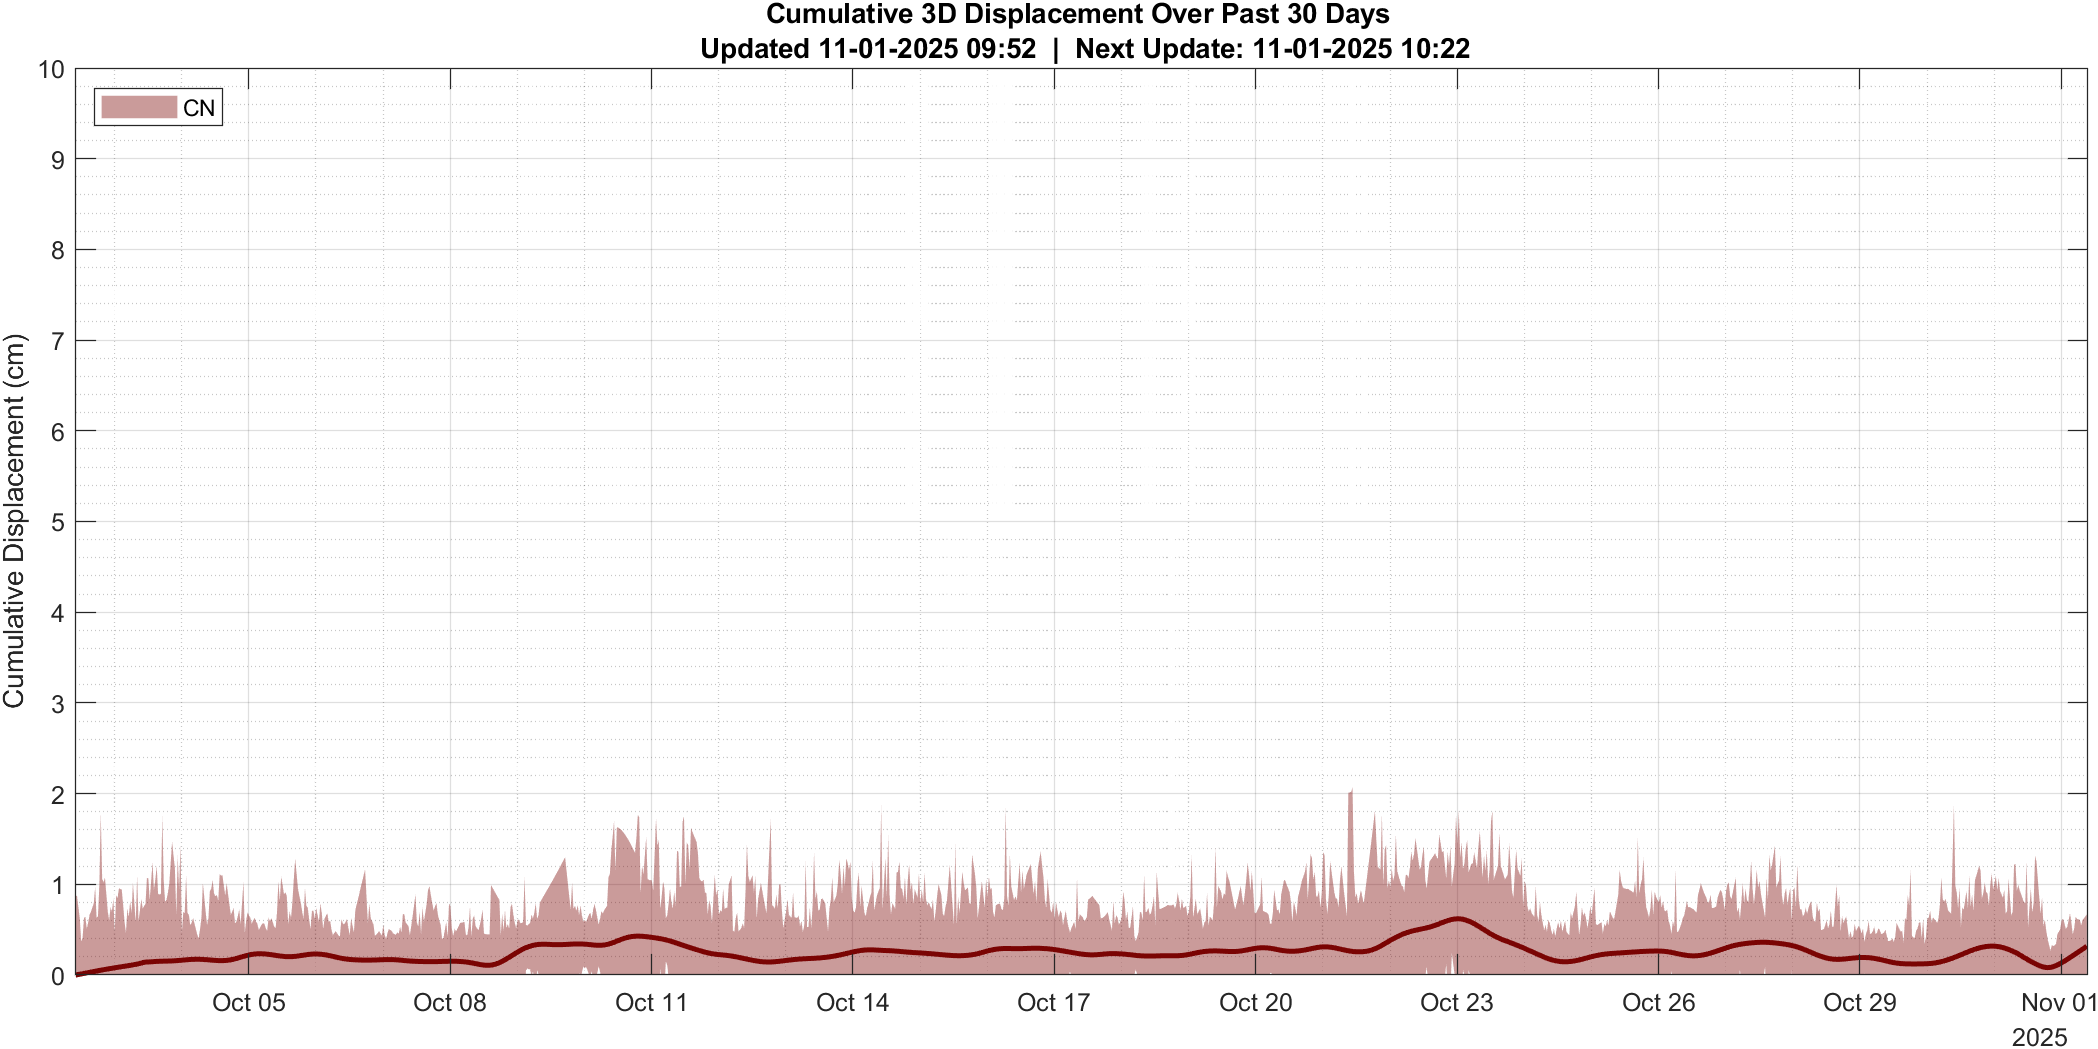 Cumulative 3D Displacement Over Past 30 Days
Updated 11-01-2025 09:52 | Next Update: 11-01-2025 10:22
CN
Cumulative Displacement (cm)
10
9
8
7
6
5
4
3
2
1
0
Oct 05 Oct 08 Oct 11 Oct 14 Oct 17 Oct 20 Oct 23 Oct 26 Oct 29 Nov 01
2025